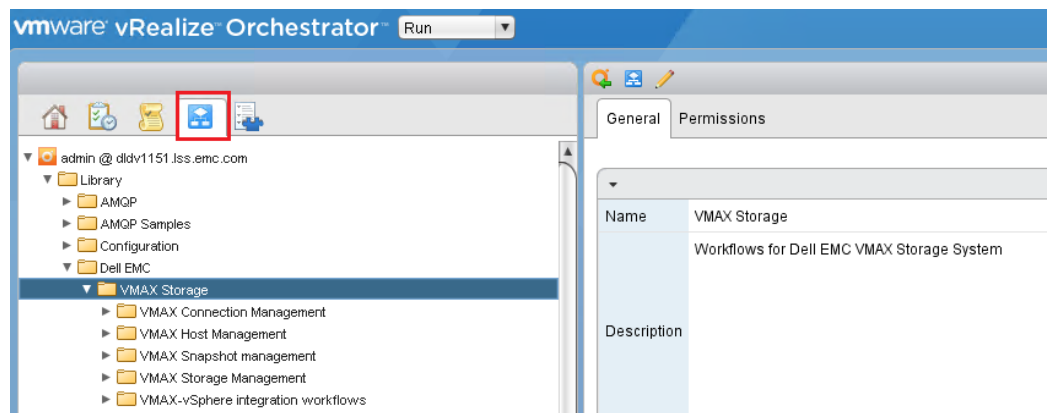 vmware vRealize™ Orchestrator™ Run
General Permissions
admin @ dldv1151.lss.emc.com
Library
AMQP
AMQP Samples
Configuration
Dell EMC
VMAX Storage
VMAX Connection Management
VMAX Host Management
VMAX Snapshot management
VMAX Storage Management
VMAX-vSphere integration workflows
Name VMAX Storage
Workflows for Dell EMC VMAX Storage System
Description